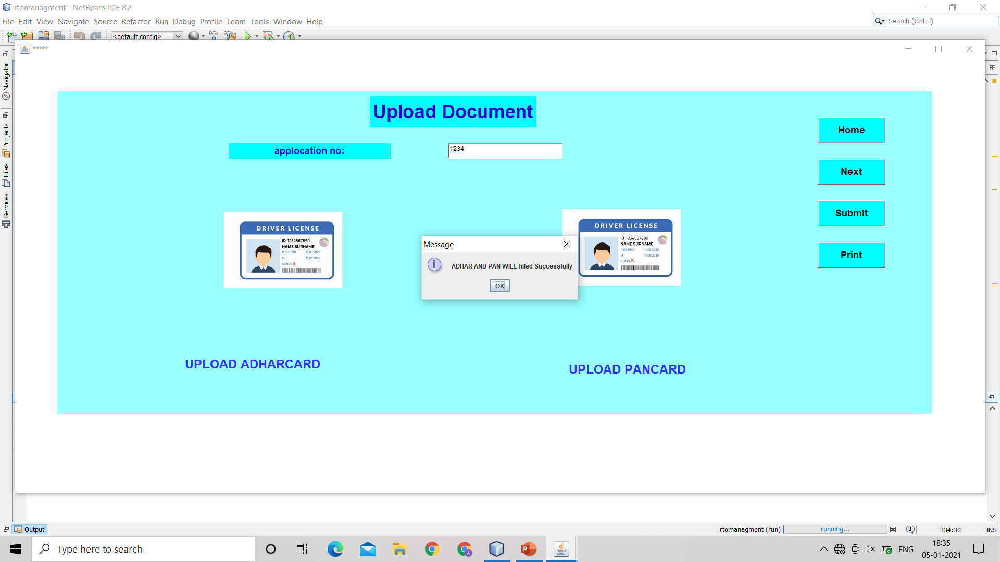 rtomanagment - NetBeans IDE 8.2
File Edit View Navigate Source Refactor Run Debug Profile Team Tools Window Help
Search (Ctrl+I)
<default config>
*****
Navigator
Projects
Files
Services
Upload Document
applocation no:
1234
Home
Next
Submit
Print
DRIVER LICENSE
ID 1234567890
NAME SURNAME
11.08.1990 11.08.2020
M 11.08.2030
CLASS B
DRIVER LICENSE
ID 1234567890
NAME SURNAME
11.08.1990 11.08.2020
M 11.08.2030
CLASS B
Message
ADHAR AND PAN WILL filled Successfully
OK
UPLOAD ADHARCARD
UPLOAD PANCARD
Output
rtomanagment (run)
running...
1
334:30
INS
Type here to search
ENG
18:35
05-01-2021